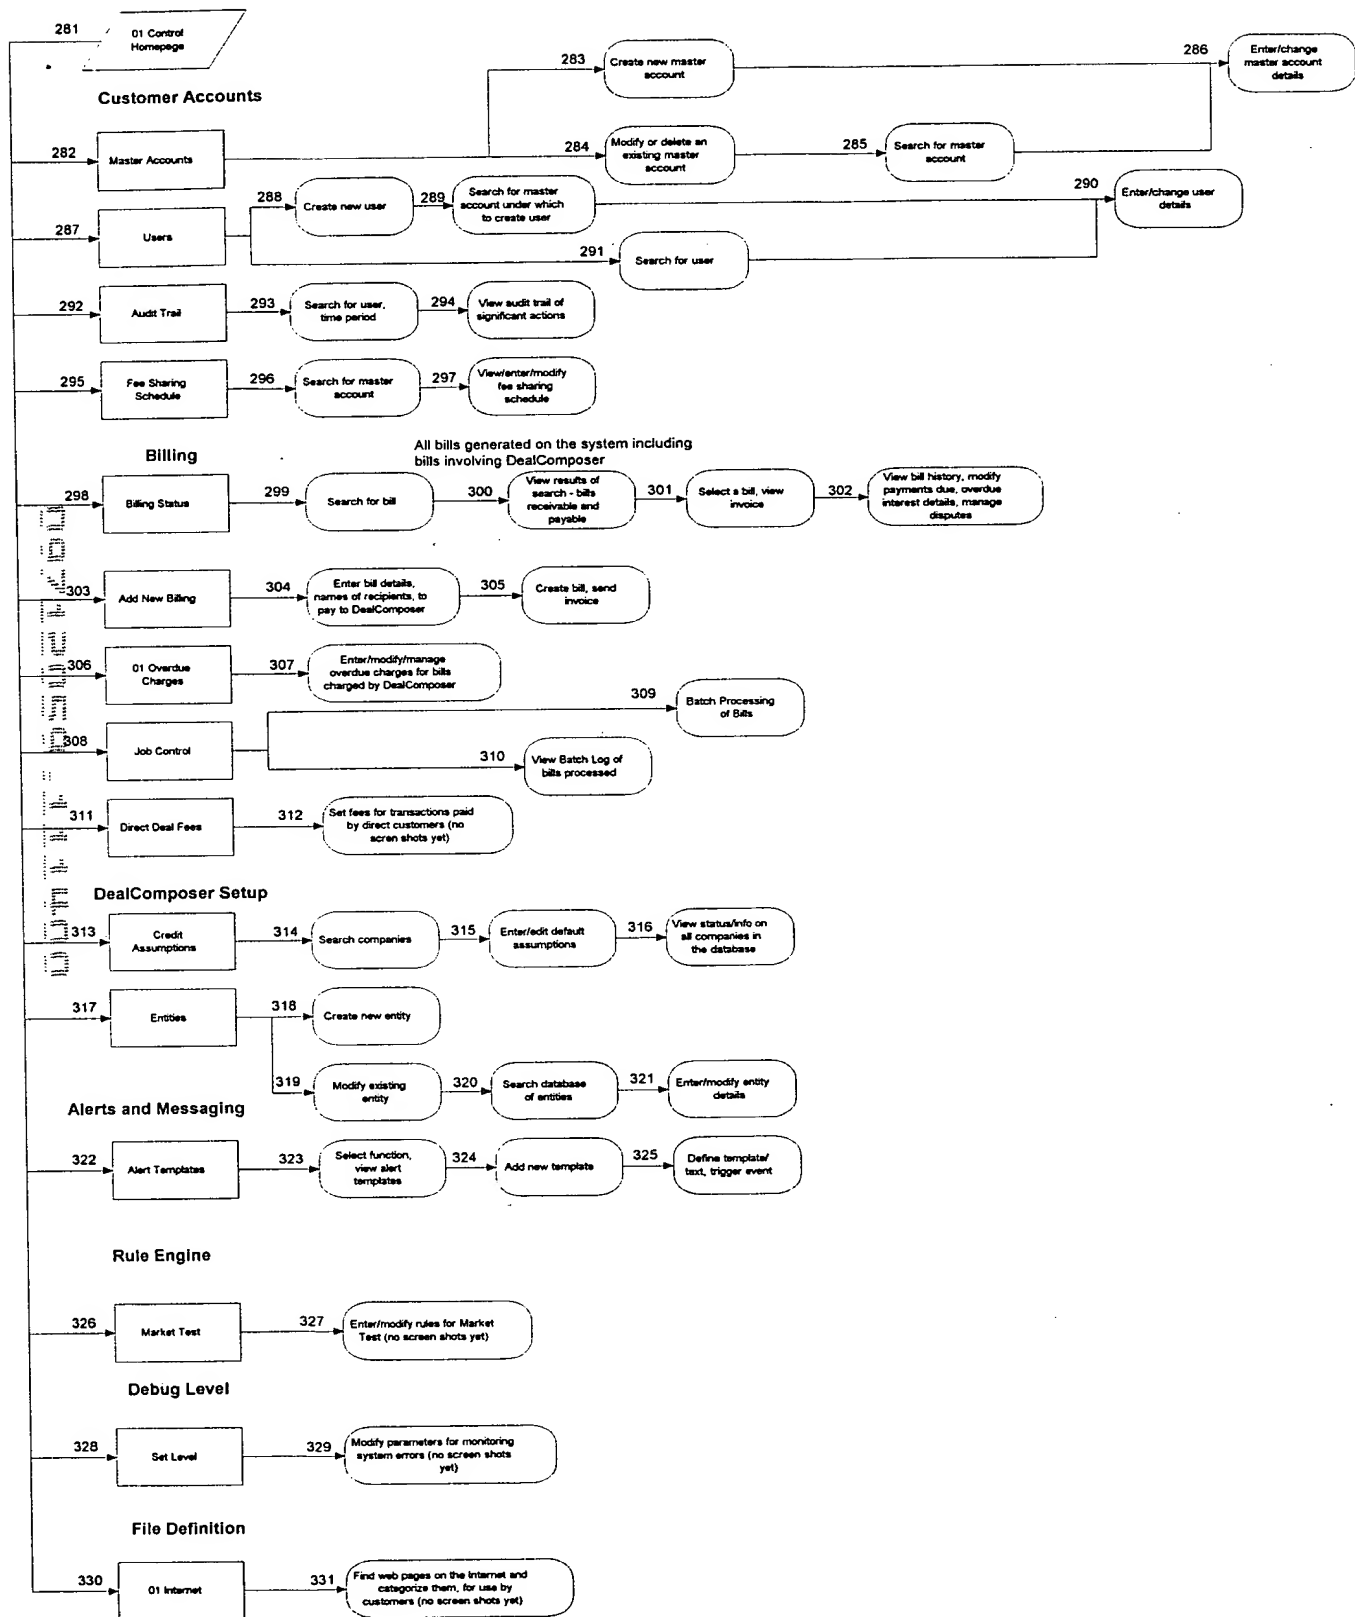 281
01 Control
Homepage
283
Create new master
account
286
Enter/change
master account
details
Customer Accounts
282
Master Accounts
284
Modify or delete an
existing master
account
285
Search for master
account
287
Users
288
Create new user
289
Search for master
account under which
to create user
290
Enter/change user
details
291
Search for user
292
Audit Trail
293
Search for user,
time period
294
View audit trail of
significant actions
295
Fee Sharing
Schedule
296
Search for master
account
297
View/enter/modify
fee sharing
schedule
Billing
All bills generated on the system including
bills involving DealComposer
298
Billing Status
299
Search for bill
300
View results of
search - bills
receivable and
payable
301
Select a bill, view
invoice
302
View bill history, modify
payments due, overdue
interest details, manage
disputes
303
Add New Billing
304
Enter bill details,
names of recipients, to
pay to DealComposer
305
Create bill, send
invoice
306
01 Overdue
Charges
307
Enter/modify/manage
overdue charges for bills
charged by DealComposer
308
Job Control
309
Batch Processing
of Bills
310
View Batch Log of
bills processed
311
Direct Deal Fees
312
Set fees for transactions paid
by direct customers (no
scren shots yet)
DealComposer Setup
313
Credit
Assumptions
314
Search companies
315
Enter/edit default
assumptions
316
View status/info on
all companies in
the database
317
Entities
318
Create new entity
319
Modify existing
entity
320
Search database
of entities
321
Enter/modify entity
details
Alerts and Messaging
322
Alert Templates
323
Select function,
view alert
templates
324
Add new template
325
Define template/
text, trigger event
Rule Engine
326
Market Test
327
Enter/modify rules for Market
Test (no screen shots yet)
Debug Level
328
Set Level
329
Modify parameters for monitoring
system errors (no screen shots
yet)
File Definition
330
01 Internet
331
Find web pages on the Internet and
categorize them, for use by
customers (no screen shots yet)